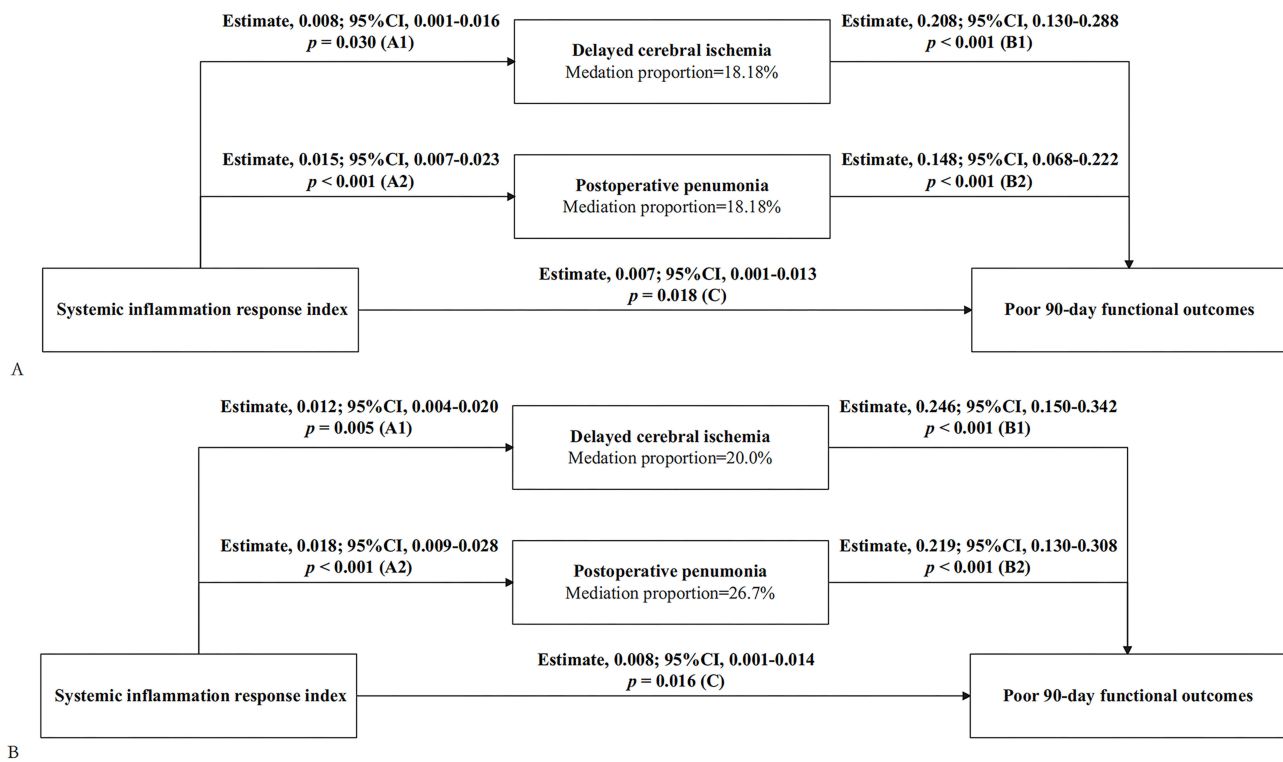 Estimate, 0.008; 95%CI, 0.001-0.016
p = 0.030 (A1)
Delayed cerebral ischemia
Medation proportion=18.18%
Estimate, 0.208; 95%CI, 0.130-0.288
p < 0.001 (B1)
Estimate, 0.015; 95%CI, 0.007-0.023
p < 0.001 (A2)
Postoperative penumonia
Mediation proportion=18.18%
Estimate, 0.148; 95%CI, 0.068-0.222
p < 0.001 (B2)
Systemic inflammation response index
Estimate, 0.007; 95%CI, 0.001-0.013
p = 0.018 (C)
Poor 90-day functional outcomes
A
Estimate, 0.012; 95%CI, 0.004-0.020
p = 0.005 (A1)
Delayed cerebral ischemia
Medation proportion=20.0%
Estimate, 0.246; 95%CI, 0.150-0.342
p < 0.001 (B1)
Estimate, 0.018; 95%CI, 0.009-0.028
p < 0.001 (A2)
Postoperative penumonia
Mediation proportion=26.7%
Estimate, 0.219; 95%CI, 0.130-0.308
p < 0.001 (B2)
Systemic inflammation response index
Estimate, 0.008; 95%CI, 0.001-0.014
p = 0.016 (C)
Poor 90-day functional outcomes
B